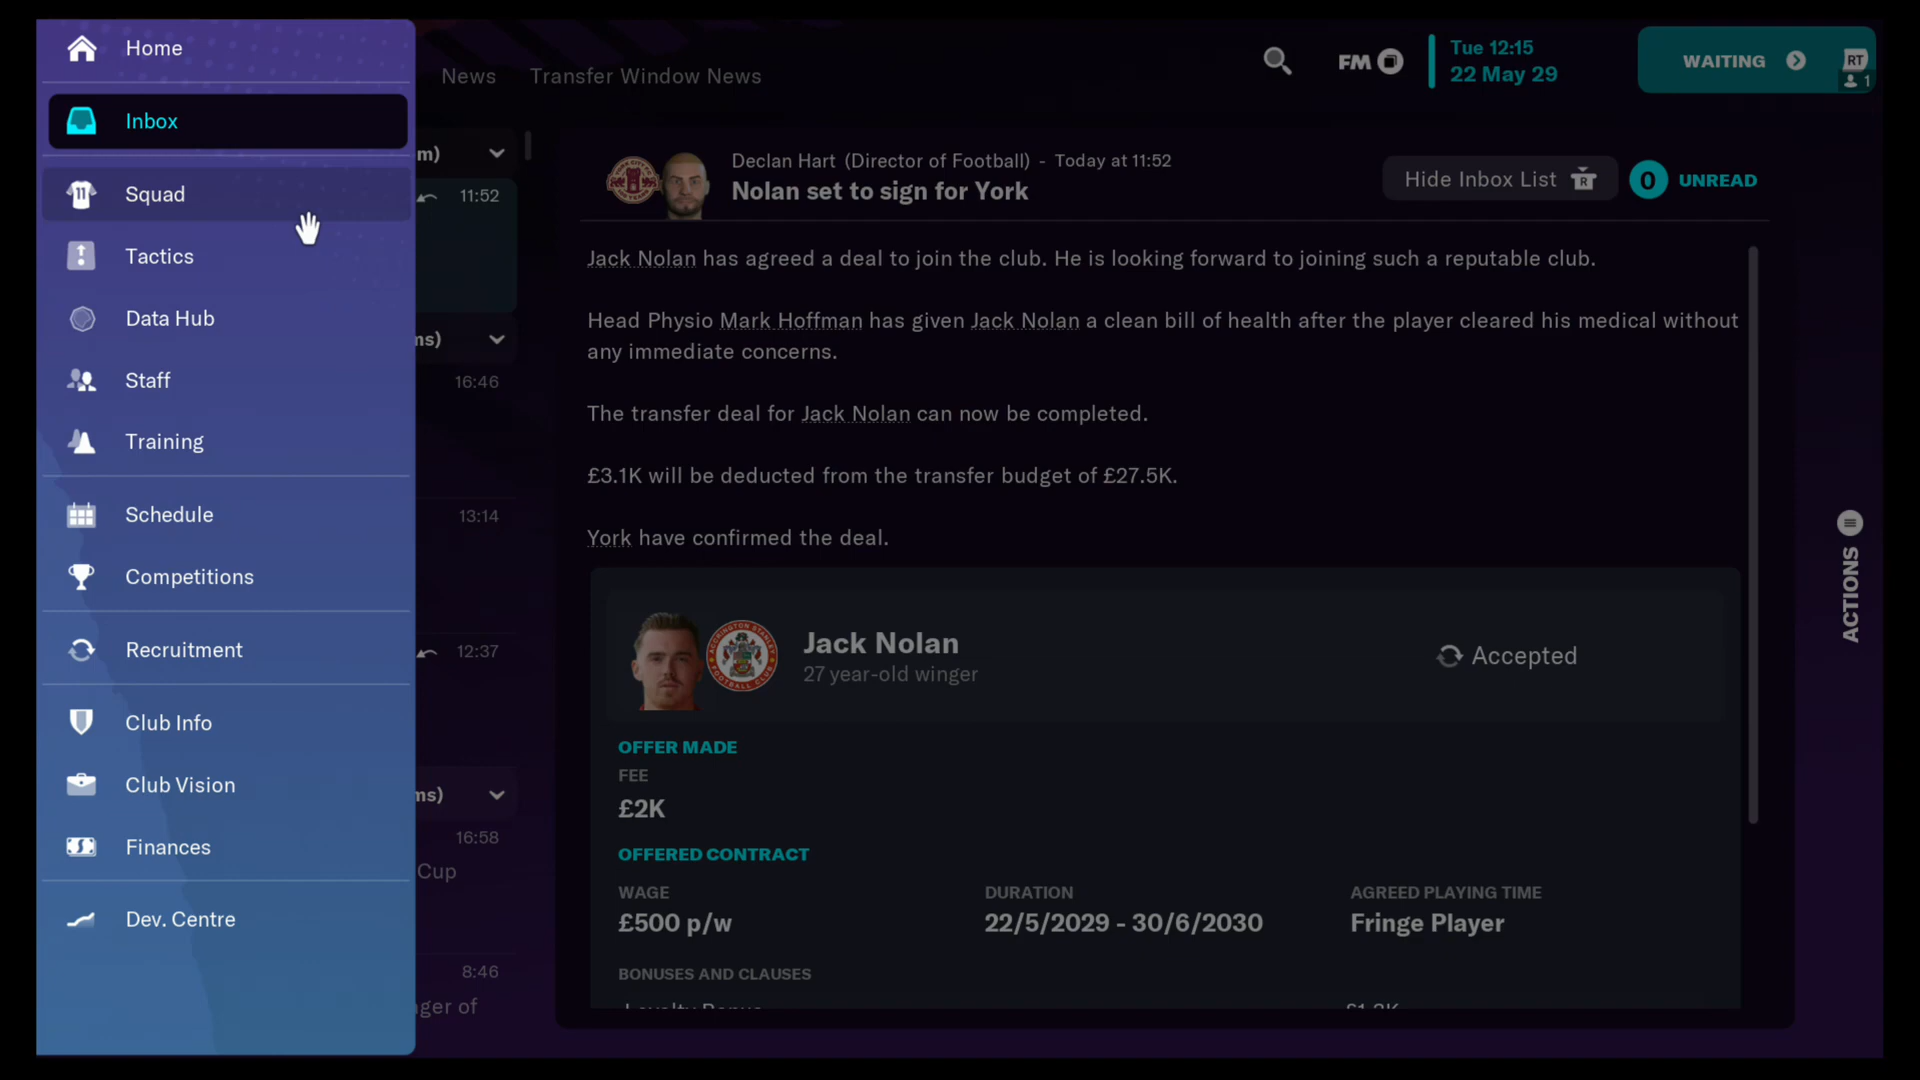 Home
Inbox
Squad
Tactics
Data Hub
Staff
Training
Schedule
Competitions
Recruitment
Club Info
Club Vision
Finances
Dev. Centre
News
Transfer Window News
FM
Tue 12:15
22 May 29
WAITING
RT
1
m)
11:52
ms)
16:46
13:14
12:37
ms)
16:58
Cup
8:46
ger of
Declan Hart (Director of Football) - Today at 11:52
Nolan set to sign for York
Hide Inbox List
R
0 UNREAD
Jack Nolan has agreed a deal to join the club. He is looking forward to joining such a reputable club.
Head Physio Mark Hoffman has given Jack Nolan a clean bill of health after the player cleared his medical without
any immediate concerns.
The transfer deal for Jack Nolan can now be completed.
£3.1K will be deducted from the transfer budget of £27.5K.
York have confirmed the deal.
Jack Nolan
27 year-old winger
Accepted
OFFER MADE
FEE
£2K
OFFERED CONTRACT
WAGE
£500 p/w
DURATION
22/5/2029 - 30/6/2030
AGREED PLAYING TIME
Fringe Player
BONUSES AND CLAUSES
Loyalty Bonus
ACTIONS